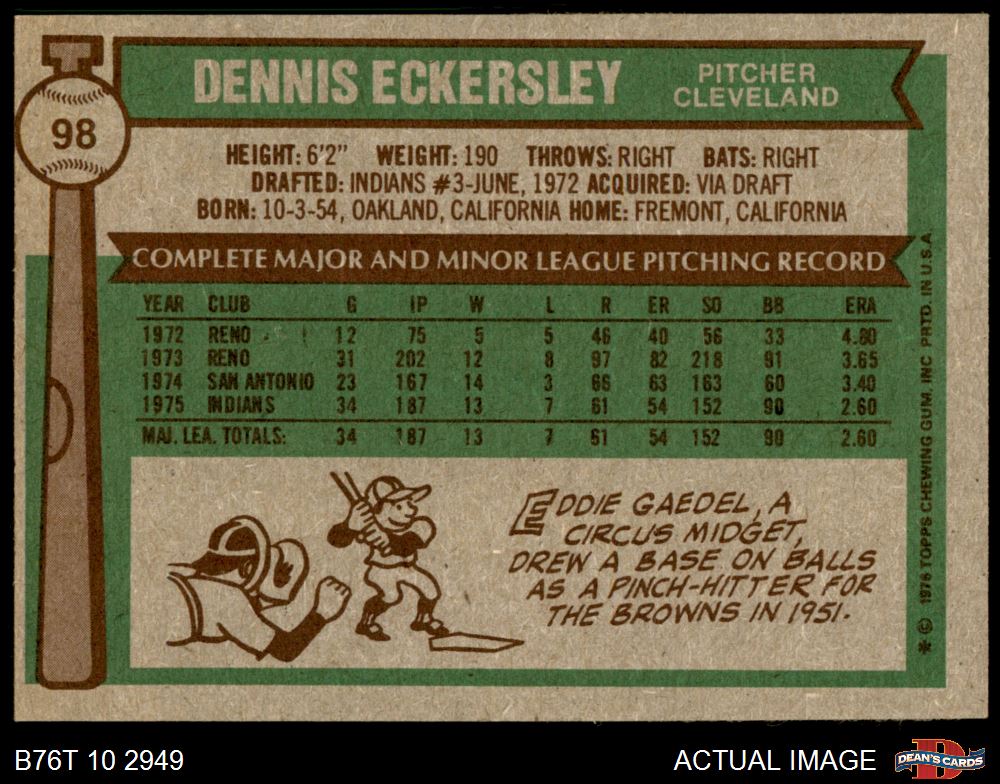 98
DENNIS ECKERSLEY
PITCHER
CLEVELAND
HEIGHT: 6'2" WEIGHT: 190 THROWS: RIGHT BATS: RIGHT
DRAFTED: INDIANS #3-JUNE, 1972 ACQUIRED: VIA DRAFT
BORN: 10-3-54, OAKLAND, CALIFORNIA HOME: FREMONT, CALIFORNIA
COMPLETE MAJOR AND MINOR LEAGUE PITCHING RECORD
YEAR CLUB G IP W L R ER SO BB ERA
1972 RENO 12 75 5 5 46 40 56 33 4.80
1973 RENO 31 202 12 8 97 82 218 91 3.65
1974 SAN ANTONIO 23 167 14 3 66 63 163 60 3.40
1975 INDIANS 34 187 13 7 61 54 152 90 2.60
MAJ. LEA. TOTALS: 34 187 13 7 61 54 152 90 2.60
EDDIE GAEDEL, A
CIRCUS MIDGET,
DREW A BASE ON BALLS
AS A PINCH-HITTER FOR
THE BROWNS IN 1951.
* © 1976 TOPPS CHEWING GUM, INC. PRTD. IN U.S.A.
B76T 10 2949
ACTUAL IMAGE
DEAN'S CARDS